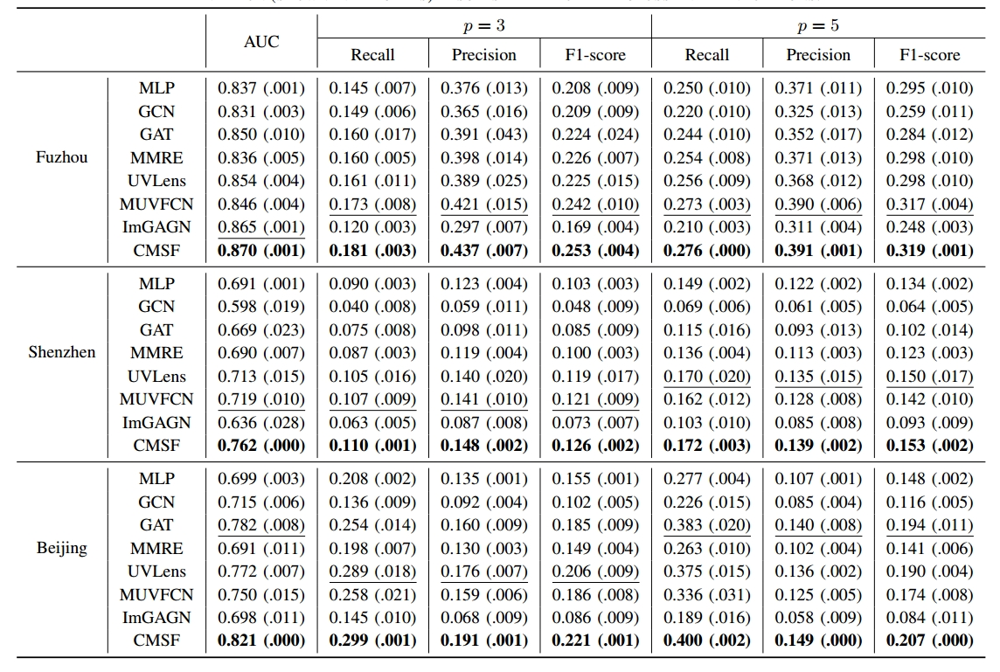 AUC p = 3 p = 5
Recall Precision F1-score Recall Precision F1-score
Fuzhou
MLP 0.837 (.001) 0.145 (.007) 0.376 (.013) 0.208 (.009) 0.250 (.010) 0.371 (.011) 0.295 (.010)
GCN 0.831 (.003) 0.149 (.006) 0.365 (.016) 0.209 (.009) 0.220 (.010) 0.325 (.013) 0.259 (.011)
GAT 0.850 (.010) 0.160 (.017) 0.391 (.043) 0.224 (.024) 0.244 (.010) 0.352 (.017) 0.284 (.012)
MMRE 0.836 (.005) 0.160 (.005) 0.398 (.014) 0.226 (.007) 0.254 (.008) 0.371 (.013) 0.298 (.010)
UVLens 0.854 (.004) 0.161 (.011) 0.389 (.025) 0.225 (.015) 0.256 (.009) 0.368 (.012) 0.298 (.010)
MUVFCN 0.846 (.004) 0.173 (.008) 0.421 (.015) 0.242 (.010) 0.273 (.003) 0.390 (.006) 0.317 (.004)
ImGAGN 0.865 (.001) 0.120 (.003) 0.297 (.007) 0.169 (.004) 0.210 (.003) 0.311 (.004) 0.248 (.003)
CMSF 0.870 (.001) 0.181 (.003) 0.437 (.007) 0.253 (.004) 0.276 (.000) 0.391 (.001) 0.319 (.001)
Shenzhen
MLP 0.691 (.001) 0.090 (.003) 0.123 (.004) 0.103 (.003) 0.149 (.002) 0.122 (.002) 0.134 (.002)
GCN 0.598 (.019) 0.040 (.008) 0.059 (.011) 0.048 (.009) 0.069 (.006) 0.061 (.005) 0.064 (.005)
GAT 0.669 (.023) 0.075 (.008) 0.098 (.011) 0.085 (.009) 0.115 (.016) 0.093 (.013) 0.102 (.014)
MMRE 0.690 (.007) 0.087 (.003) 0.119 (.004) 0.100 (.003) 0.136 (.004) 0.113 (.003) 0.123 (.003)
UVLens 0.713 (.015) 0.105 (.016) 0.140 (.020) 0.119 (.017) 0.170 (.020) 0.135 (.015) 0.150 (.017)
MUVFCN 0.719 (.010) 0.107 (.009) 0.141 (.010) 0.121 (.009) 0.162 (.012) 0.128 (.008) 0.142 (.010)
ImGAGN 0.636 (.028) 0.063 (.005) 0.087 (.008) 0.073 (.007) 0.103 (.010) 0.085 (.008) 0.093 (.009)
CMSF 0.762 (.000) 0.110 (.001) 0.148 (.002) 0.126 (.002) 0.172 (.003) 0.139 (.002) 0.153 (.002)
Beijing
MLP 0.699 (.003) 0.208 (.002) 0.135 (.001) 0.155 (.001) 0.277 (.004) 0.107 (.001) 0.148 (.002)
GCN 0.715 (.006) 0.136 (.009) 0.092 (.004) 0.102 (.005) 0.226 (.015) 0.085 (.004) 0.116 (.005)
GAT 0.782 (.008) 0.254 (.014) 0.160 (.009) 0.185 (.009) 0.383 (.020) 0.140 (.008) 0.194 (.011)
MMRE 0.691 (.011) 0.198 (.007) 0.130 (.003) 0.149 (.004) 0.263 (.010) 0.102 (.004) 0.141 (.006)
UVLens 0.772 (.007) 0.289 (.018) 0.176 (.007) 0.206 (.009) 0.375 (.015) 0.136 (.002) 0.190 (.004)
MUVFCN 0.750 (.015) 0.258 (.021) 0.159 (.006) 0.186 (.008) 0.336 (.031) 0.125 (.005) 0.174 (.008)
ImGAGN 0.698 (.011) 0.145 (.010) 0.068 (.009) 0.086 (.009) 0.189 (.016) 0.058 (.009) 0.084 (.011)
CMSF 0.821 (.000) 0.299 (.001) 0.191 (.001) 0.221 (.001) 0.400 (.002) 0.149 (.000) 0.207 (.000)